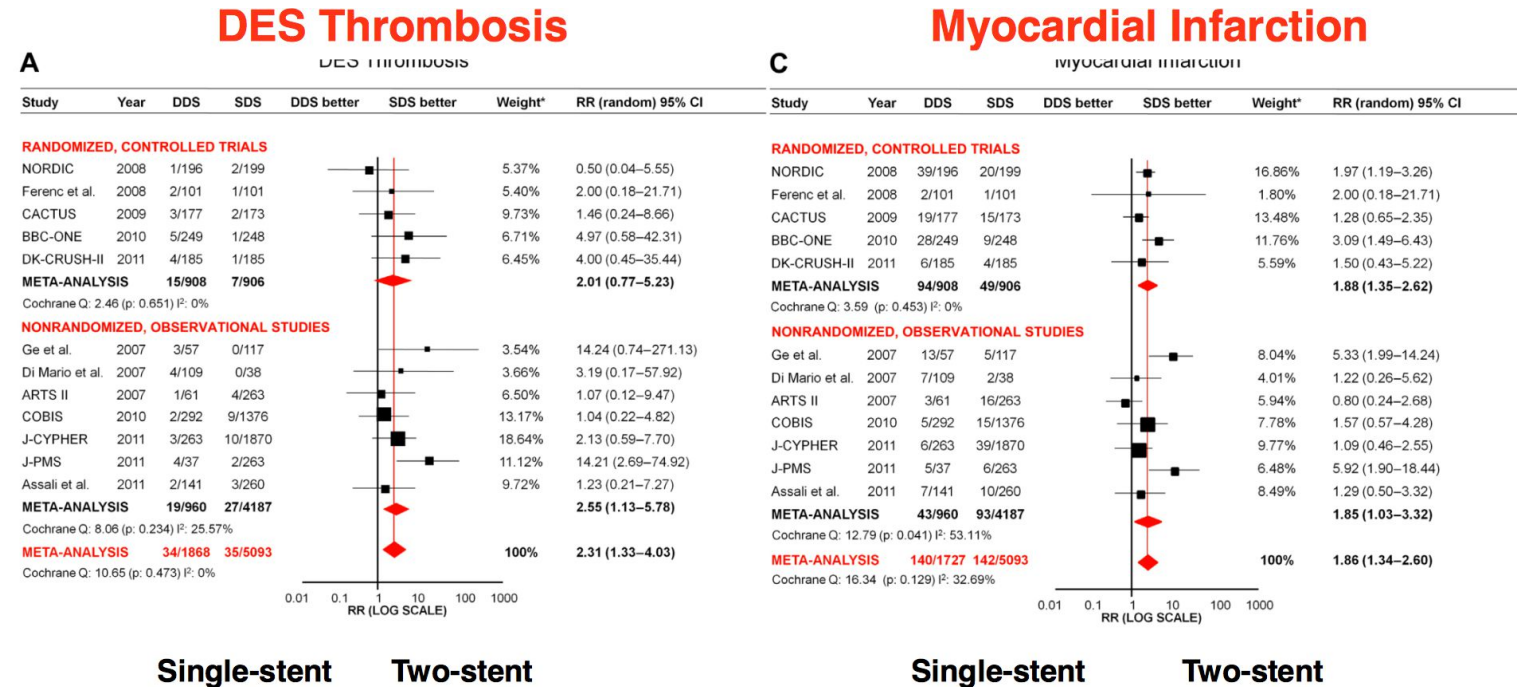 DES Thrombosis
A
DES Thrombosis
Study Year DDS SDS DDS better SDS better Weight* RR (random) 95% CI
RANDOMIZED, CONTROLLED TRIALS
NORDIC 2008 1/196 2/199 5.37% 0.50 (0.04–5.55)
Ferenc et al. 2008 2/101 1/101 5.40% 2.00 (0.18–21.71)
CACTUS 2009 3/177 2/173 9.73% 1.46 (0.24–8.66)
BBC-ONE 2010 5/249 1/248 6.71% 4.97 (0.58–42.31)
DK-CRUSH-II 2011 4/185 1/185 6.45% 4.00 (0.45–35.44)
META-ANALYSIS 15/908 7/906 2.01 (0.77–5.23)
Cochrane Q: 2.46 (p: 0.651) I²: 0%
NONRANDOMIZED, OBSERVATIONAL STUDIES
Ge et al. 2007 3/57 0/117 3.54% 14.24 (0.74–271.13)
Di Mario et al. 2007 4/109 0/38 3.66% 3.19 (0.17–57.92)
ARTS II 2007 1/61 4/263 6.50% 1.07 (0.12–9.47)
COBIS 2010 2/292 9/1376 13.17% 1.04 (0.22–4.82)
J-CYPHER 2011 3/263 10/1870 18.64% 2.13 (0.59–7.70)
J-PMS 2011 4/37 2/263 11.12% 14.21 (2.69–74.92)
Assali et al. 2011 2/141 3/260 9.72% 1.23 (0.21–7.27)
META-ANALYSIS 19/960 27/4187 2.55 (1.13–5.78)
Cochrane Q: 8.06 (p: 0.234) I²: 25.57%
META-ANALYSIS 34/1868 35/5093 100% 2.31 (1.33–4.03)
Cochrane Q: 10.65 (p: 0.473) I²: 0%
0.01 0.1 1 10 100 1000
RR (LOG SCALE)
Single-stent Two-stent
Myocardial Infarction
C
Myocardial Infarction
Study Year DDS SDS DDS better SDS better Weight* RR (random) 95% CI
RANDOMIZED, CONTROLLED TRIALS
NORDIC 2008 39/196 20/199 16.86% 1.97 (1.19–3.26)
Ferenc et al. 2008 2/101 1/101 1.80% 2.00 (0.18–21.71)
CACTUS 2009 19/177 15/173 13.48% 1.28 (0.65–2.35)
BBC-ONE 2010 28/249 9/248 11.76% 3.09 (1.49–6.43)
DK-CRUSH-II 2011 6/185 4/185 5.59% 1.50 (0.43–5.22)
META-ANALYSIS 94/908 49/906 1.88 (1.35–2.62)
Cochrane Q: 3.59 (p: 0.453) I²: 0%
NONRANDOMIZED, OBSERVATIONAL STUDIES
Ge et al. 2007 13/57 5/117 8.04% 5.33 (1.99–14.24)
Di Mario et al. 2007 7/109 2/38 4.01% 1.22 (0.26–5.62)
ARTS II 2007 3/61 16/263 5.94% 0.80 (0.24–2.68)
COBIS 2010 5/292 15/1376 7.78% 1.57 (0.57–4.28)
J-CYPHER 2011 6/263 39/1870 9.77% 1.09 (0.46–2.55)
J-PMS 2011 5/37 6/263 6.48% 5.92 (1.90–18.44)
Assali et al. 2011 7/141 10/260 8.49% 1.29 (0.50–3.32)
META-ANALYSIS 43/960 93/4187 1.85 (1.03–3.32)
Cochrane Q: 12.79 (p: 0.041) I²: 53.11%
META-ANALYSIS 140/1727 142/5093 100% 1.86 (1.34–2.60)
Cochrane Q: 16.34 (p: 0.129) I²: 32.69%
0.01 0.1 1 10 100 1000
RR (LOG SCALE)
Single-stent Two-stent